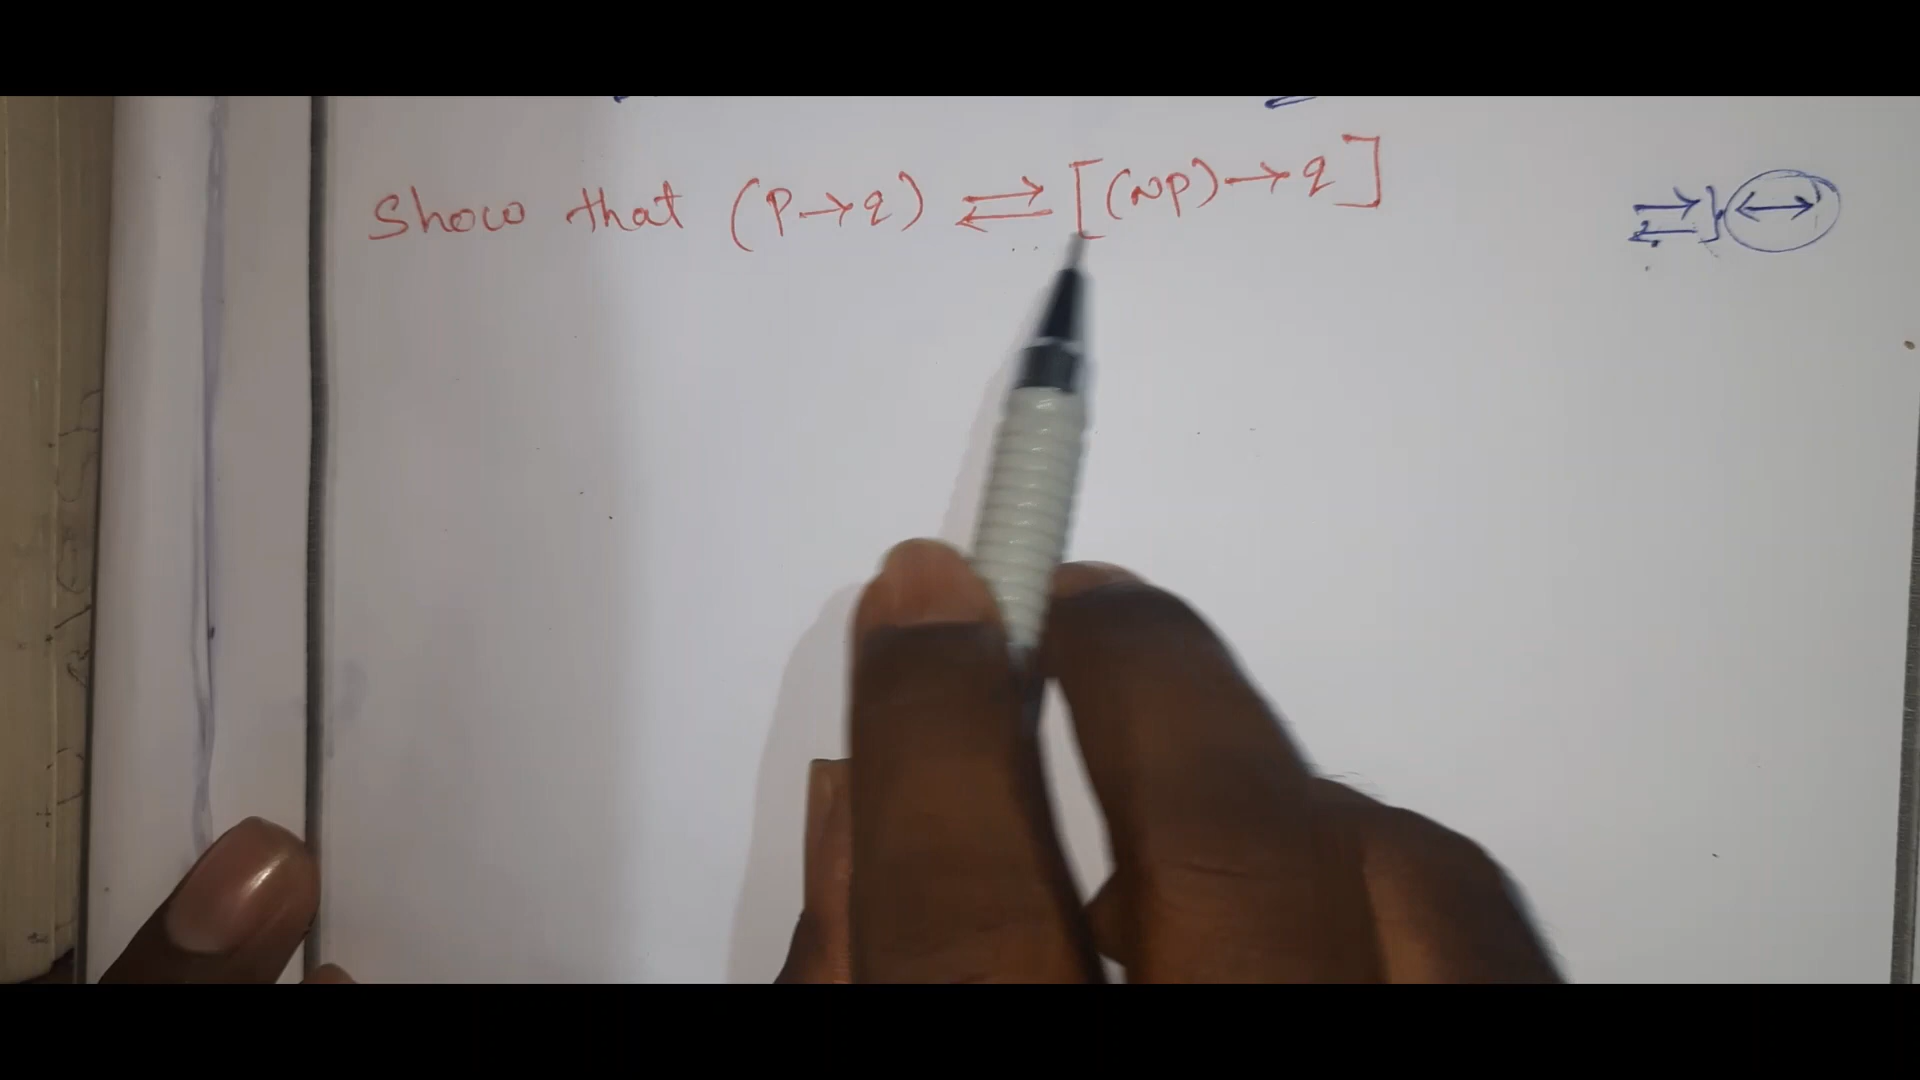 Show that (p→q) ⇄ [(~p)→q] ⇄} ↔